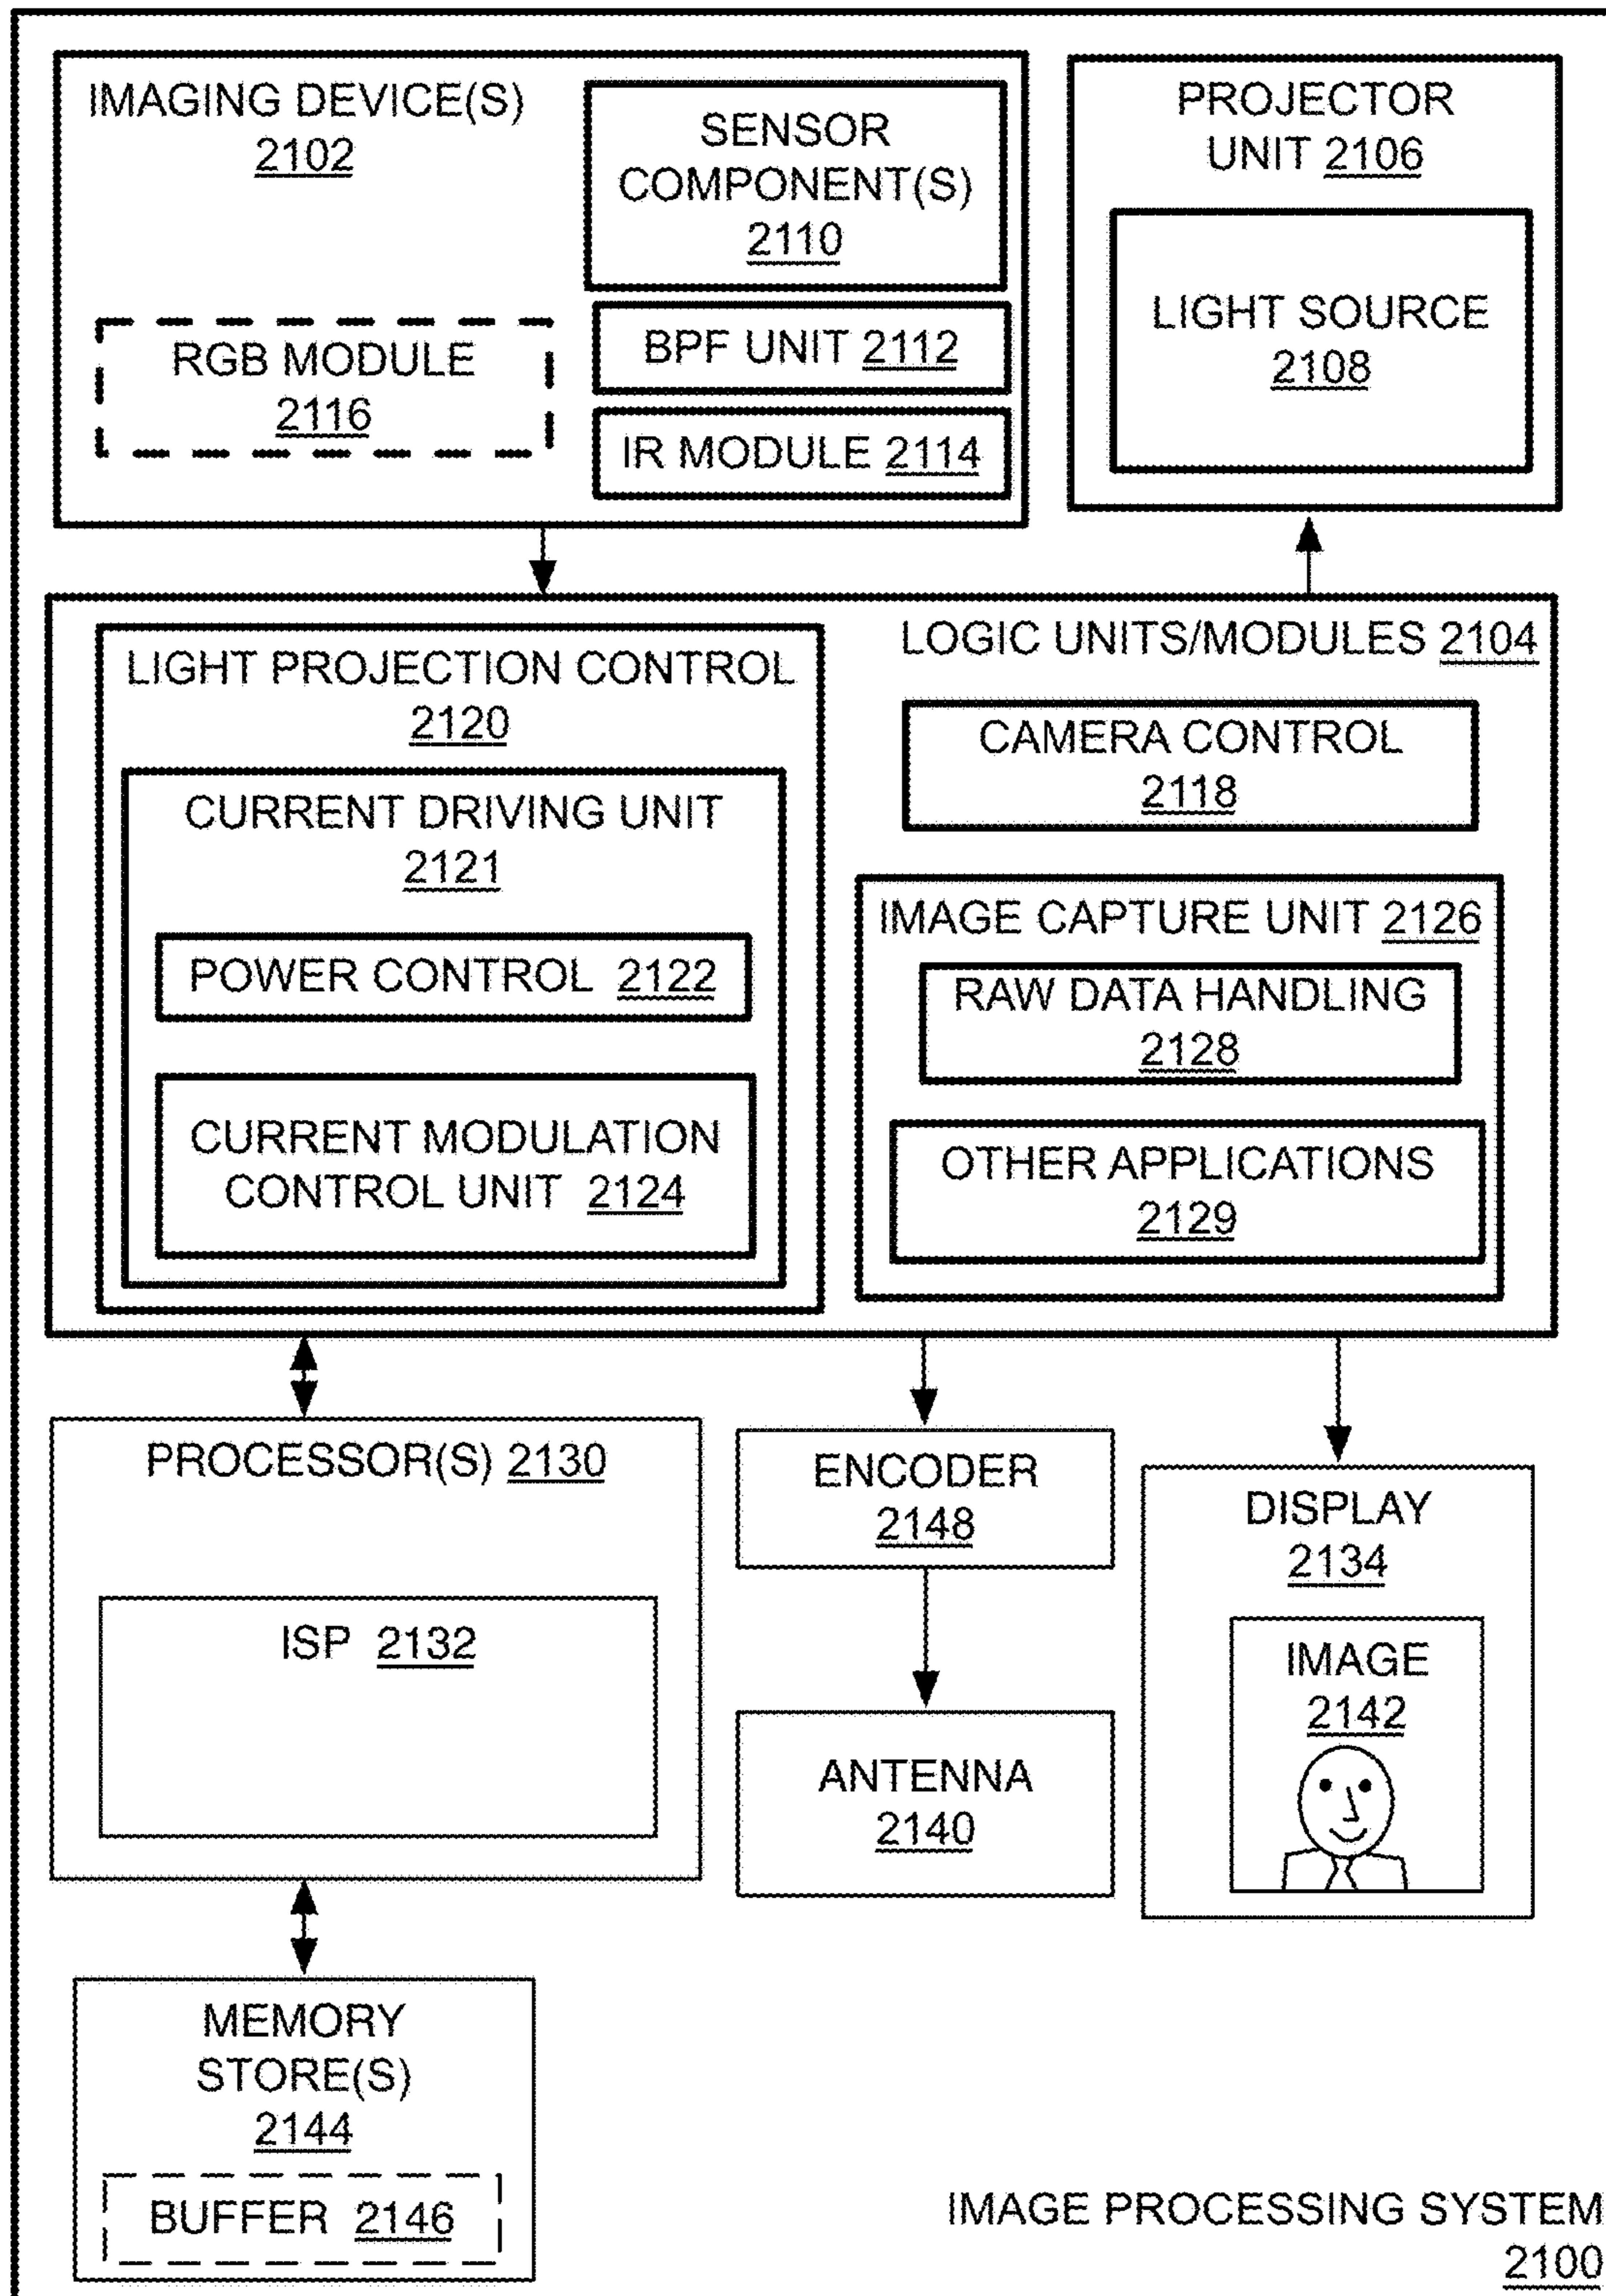 IMAGING DEVICE(S)
2102
SENSOR
COMPONENT(S)
2110
BPF UNIT 2112
IR MODULE 2114
RGB MODULE
2116
PROJECTOR
UNIT 2106
LIGHT SOURCE
2108
LOGIC UNITS/MODULES 2104
LIGHT PROJECTION CONTROL
2120
CURRENT DRIVING UNIT
2121
POWER CONTROL 2122
CURRENT MODULATION
CONTROL UNIT 2124
CAMERA CONTROL
2118
IMAGE CAPTURE UNIT 2126
RAW DATA HANDLING
2128
OTHER APPLICATIONS
2129
PROCESSOR(S) 2130
ISP 2132
ENCODER
2148
ANTENNA
2140
DISPLAY
2134
IMAGE
2142
MEMORY
STORE(S)
2144
BUFFER 2146
IMAGE PROCESSING SYSTEM
2100